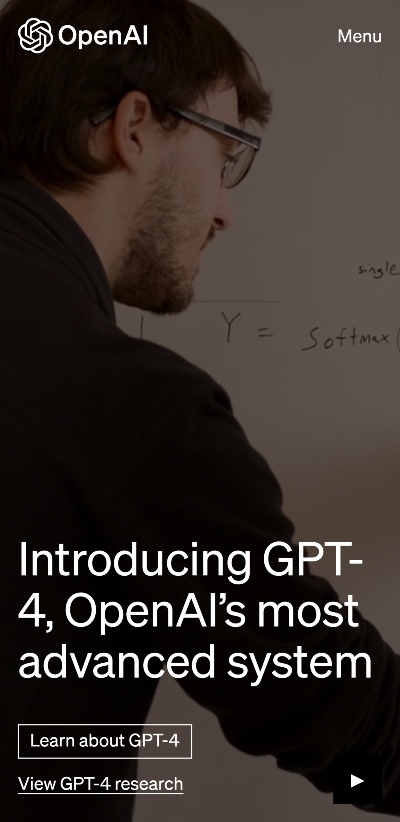 OpenAI
Menu
single
Y = Softmax(
Introducing GPT-
4, OpenAI’s most
advanced system
Learn about GPT-4
View GPT-4 research